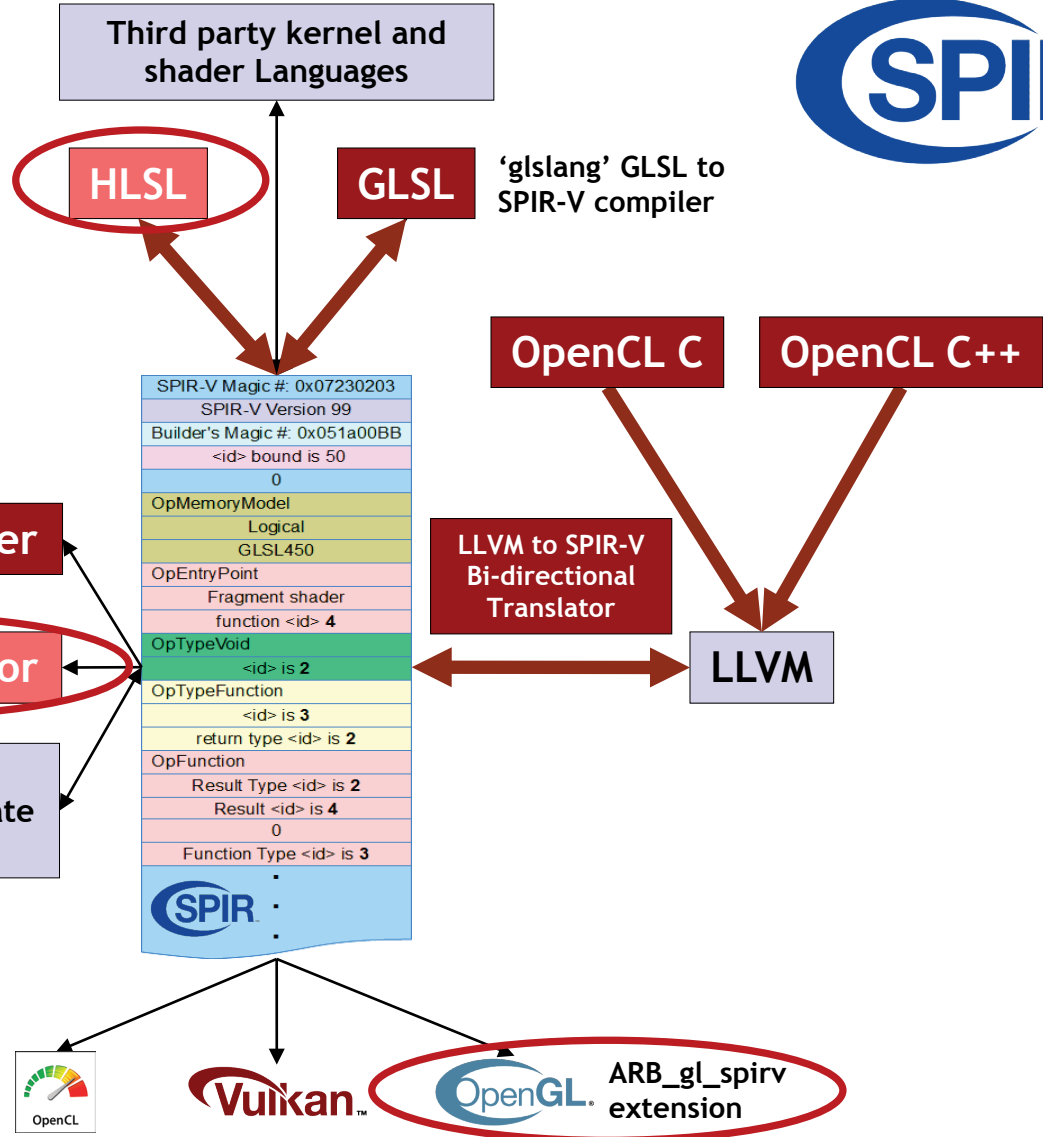 Third party kernel and
shader Languages
SPI
HLSL
GLSL
‘glslang’ GLSL to
SPIR-V compiler
OpenCL C
OpenCL C++
SPIR-V Magic #: 0x07230203
SPIR-V Version 99
Builder's Magic #: 0x051a00BB
<id> bound is 50
0
OpMemoryModel
Logical
GLSL450
OpEntryPoint
Fragment shader
function <id> 4
OpTypeVoid
<id> is 2
OpTypeFunction
<id> is 3
return type <id> is 2
OpFunction
Result Type <id> is 2
Result <id> is 4
0
Function Type <id> is 3
SPIR
er
or
ate
LLVM to SPIR-V
Bi-directional
Translator
LLVM
OpenCL
Vulkan™
OpenGL®
ARB_gl_spirv
extension